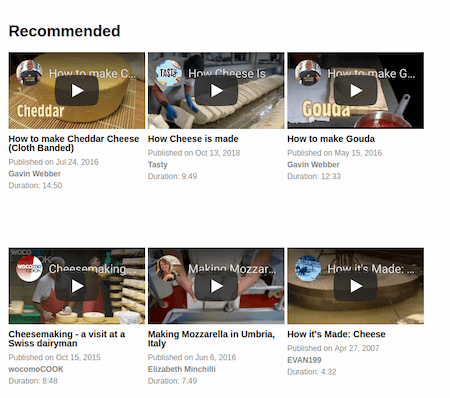 Recommended
How to make C...
Cheddar
TASTY
How Cheese Is ...
How to make G...
Gouda
How to make Cheddar Cheese
(Cloth Banded)
Published on Jul 24, 2016
Gavin Webber
Duration: 14:50
How Cheese is made
Published on Oct 13, 2018
Tasty
Duration: 9:49
How to make Gouda
Published on May 15, 2016
Gavin Webber
Duration: 12:33
wocomo
COOK
Cheesemaking ...
Making Mozzar...
How it's Made: ...
Cheesemaking - a visit at a
Swiss dairyman
Published on Oct 15, 2015
wocomoCOOK
Duration: 8:48
Making Mozzarella in Umbria,
Italy
Published on Jun 6, 2016
Elizabeth Minchilli
Duration: 7:49
How it's Made: Cheese
Published on Apr 27, 2007
EVAN199
Duration: 4:32